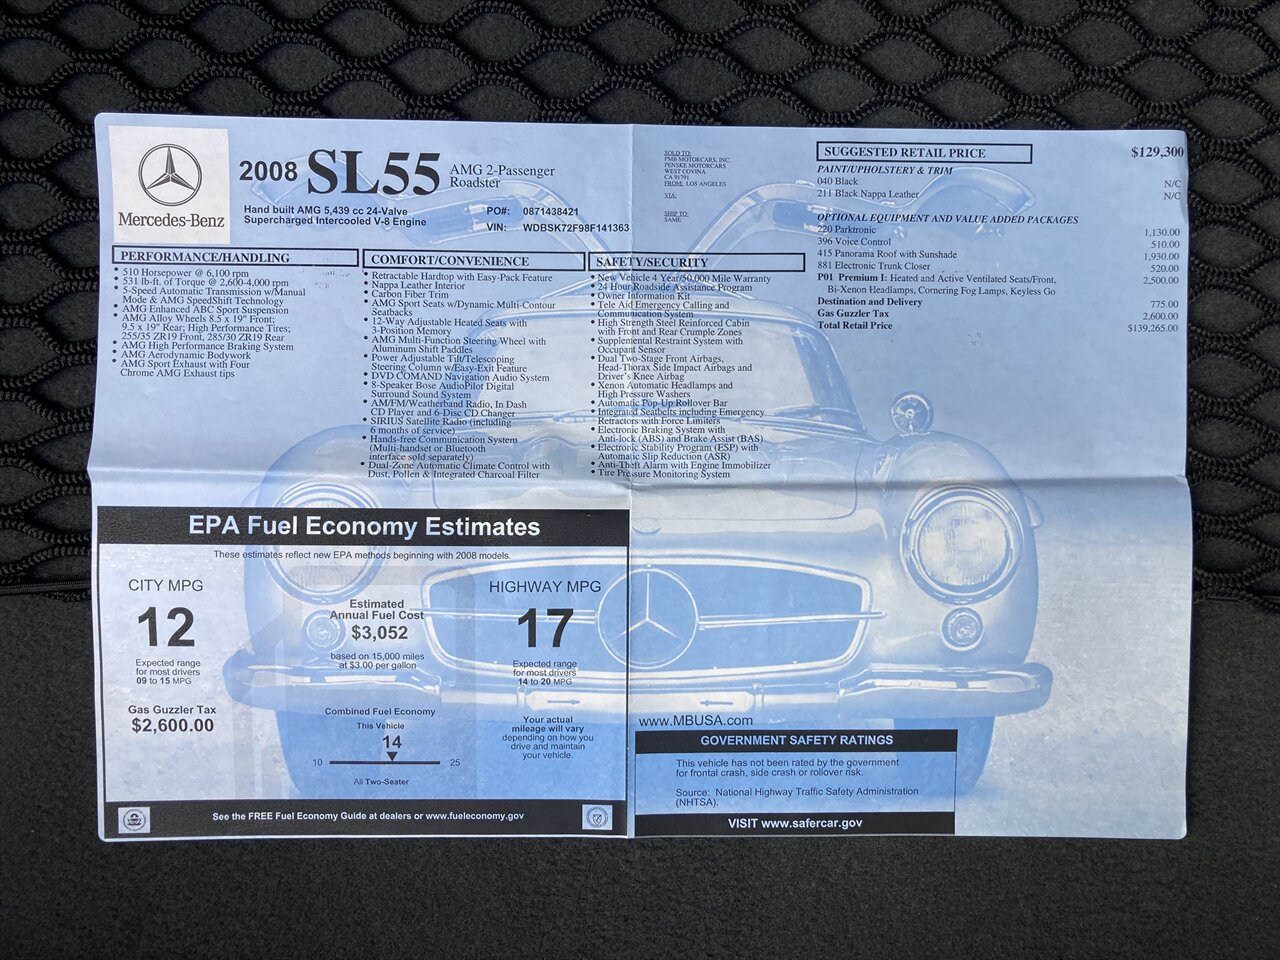 Mercedes-Benz
2008 SL55 AMG 2-Passenger
Roadster
Hand built AMG 5,439 cc 24-Valve
Supercharged Intercooled V-8 Engine
PO#: 0871438421
VIN: WDBSK72F98F141363
SOLD TO:
PMB MOTORCARS, INC.
PENSKE MOTORCARS
WEST COVINA
CA 91791
FROM: LOS ANGELES
VIA:
SHIP TO:
SAME
PERFORMANCE/HANDLING
• 510 Horsepower @ 6,100 rpm
• 531 lb-ft. of Torque @ 2,600-4,000 rpm
• 5-Speed Automatic Transmission w/Manual
Mode & AMG SpeedShift Technology
• AMG Enhanced ABC Sport Suspension
• AMG Alloy Wheels 8.5 x 19" Front;
9.5 x 19" Rear; High Performance Tires;
255/35 ZR19 Front, 285/30 ZR19 Rear
• AMG High Performance Braking System
• AMG Aerodynamic Bodywork
• AMG Sport Exhaust with Four
Chrome AMG Exhaust tips
COMFORT/CONVENIENCE
• Retractable Hardtop with Easy-Pack Feature
• Nappa Leather Interior
• Carbon Fiber Trim
• AMG Sport Seats w/Dynamic Multi-Contour
Seatbacks
• 12-Way Adjustable Heated Seats with
3-Position Memory
• AMG Multi-Function Steering Wheel with
Aluminum Shift Paddles
• Power Adjustable Tilt/Telescoping
Steering Column w/Easy-Exit Feature
• DVD COMAND Navigation Audio System
• 8-Speaker Bose AudioPilot Digital
Surround Sound System
• AM/FM/Weatherband Radio, In Dash
CD Player and 6-Disc CD Changer
• SIRIUS Satellite Radio (including
6 months of service)
• Hands-free Communication System
(Multi-handset or Bluetooth
interface sold separately)
• Dual-Zone Automatic Climate Control with
Dust, Pollen & Integrated Charcoal Filter
SAFETY/SECURITY
• New Vehicle 4 Year/50,000 Mile Warranty
• 24 Hour Roadside Assistance Program
• Owner Information Kit
• Tele Aid Emergency Calling and
Communication System
• High Strength Steel Reinforced Cabin
with Front and Rear Crumple Zones
• Supplemental Restraint System with
Occupant Sensor
• Dual Two-Stage Front Airbags,
Head-Thorax Side Impact Airbags and
Driver's Knee Airbag
• Xenon Automatic Headlamps and
High Pressure Washers
• Automatic Pop-Up Rollover Bar
• Integrated Seatbelts including Emergency
Retractors with Force Limiters
• Electronic Braking System with
Anti-lock (ABS) and Brake Assist (BAS)
• Electronic Stability Program (ESP) with
Automatic Slip Reduction (ASR)
• Anti-Theft Alarm with Engine Immobilizer
• Tire Pressure Monitoring System
SUGGESTED RETAIL PRICE $129,300
PAINT/UPHOLSTERY & TRIM
040 Black N/C
211 Black Nappa Leather N/C
OPTIONAL EQUIPMENT AND VALUE ADDED PACKAGES
220 Parktronic 1,130.00
396 Voice Control 510.00
415 Panorama Roof with Sunshade 1,930.00
881 Electronic Trunk Closer 520.00
P01 Premium I: Heated and Active Ventilated Seats/Front, 2,500.00
Bi-Xenon Headlamps, Cornering Fog Lamps, Keyless Go
Destination and Delivery 775.00
Gas Guzzler Tax 2,600.00
Total Retail Price $139,265.00
EPA Fuel Economy Estimates
These estimates reflect new EPA methods beginning with 2008 models.
CITY MPG
12
Expected range
for most drivers
09 to 15 MPG
Gas Guzzler Tax
$2,600.00
Estimated
Annual Fuel Cost
$3,052
based on 15,000 miles
at $3.00 per gallon
Combined Fuel Economy
This Vehicle
14
10 25
All Two-Seater
HIGHWAY MPG
17
Expected range
for most drivers
14 to 20 MPG
Your actual
mileage will vary
depending on how you
drive and maintain
your vehicle.
See the FREE Fuel Economy Guide at dealers or www.fueleconomy.gov
www.MBUSA.com
GOVERNMENT SAFETY RATINGS
This vehicle has not been rated by the government
for frontal crash, side crash or rollover risk.
Source: National Highway Traffic Safety Administration
(NHTSA).
VISIT www.safercar.gov